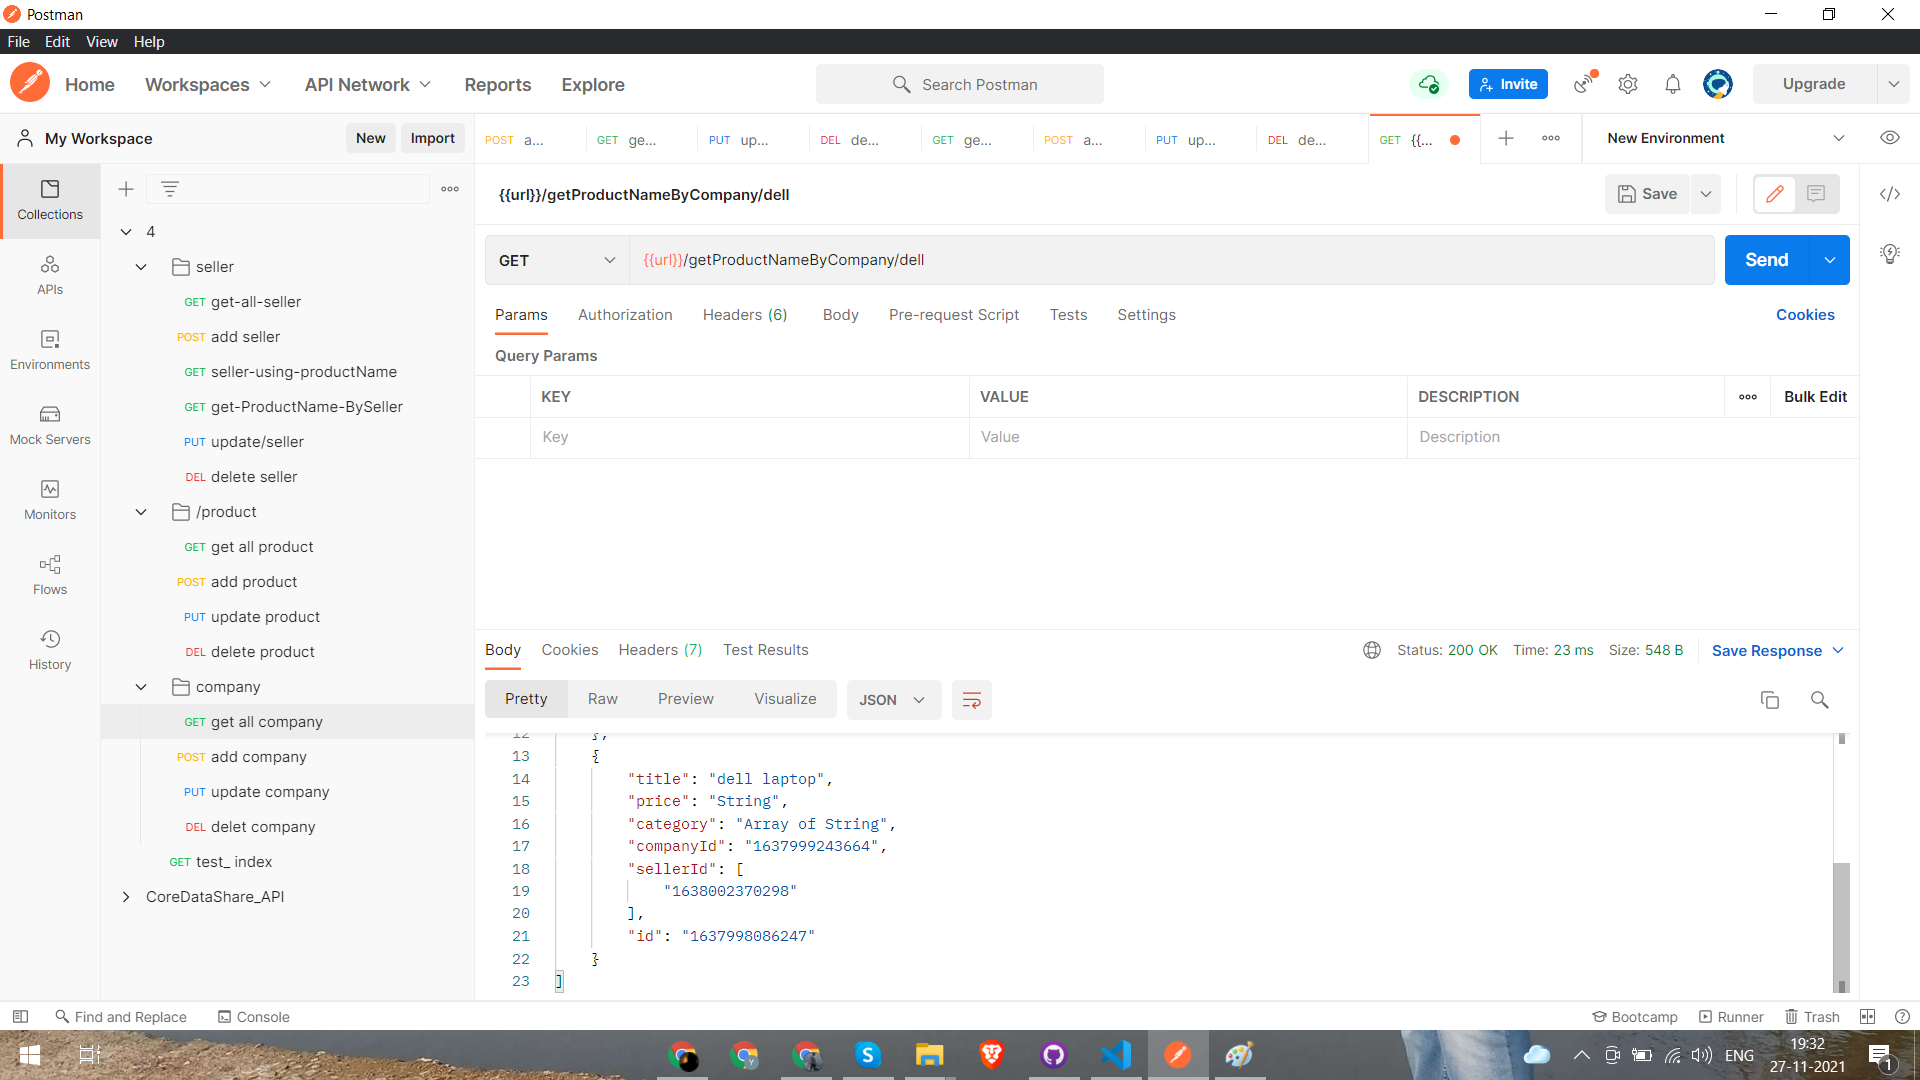 Postman
File Edit View Help
Home Workspaces API Network Reports Explore Search Postman Invite Upgrade
My Workspace New Import
POST a... GET ge... PUT up... DEL de... GET ge... POST a... PUT up... DEL de... GET {{... New Environment
Collections
APIs
Environments
Mock Servers
Monitors
Flows
History
4
seller
GET get-all-seller
POST add seller
GET seller-using-productName
GET get-ProductName-BySeller
PUT update/seller
DEL delete seller
/product
GET get all product
POST add product
PUT update product
DEL delete product
company
GET get all company
POST add company
PUT update company
DEL delet company
GET test_ index
CoreDataShare_API
{{url}}/getProductNameByCompany/dell
Save
GET {{url}}/getProductNameByCompany/dell Send
Params Authorization Headers (6) Body Pre-request Script Tests Settings Cookies
Query Params
KEY VALUE DESCRIPTION Bulk Edit
Key Value Description
Body Cookies Headers (7) Test Results Status: 200 OK Time: 23 ms Size: 548 B Save Response
Pretty Raw Preview Visualize JSON
12 },
13 {
14 "title": "dell laptop",
15 "price": "String",
16 "category": "Array of String",
17 "companyId": "1637999243664",
18 "sellerId": [
19 "1638002370298"
20 ],
21 "id": "1637998086247"
22 }
23 ]
Find and Replace Console Bootcamp Runner Trash
ENG 19:32
27-11-2021 1